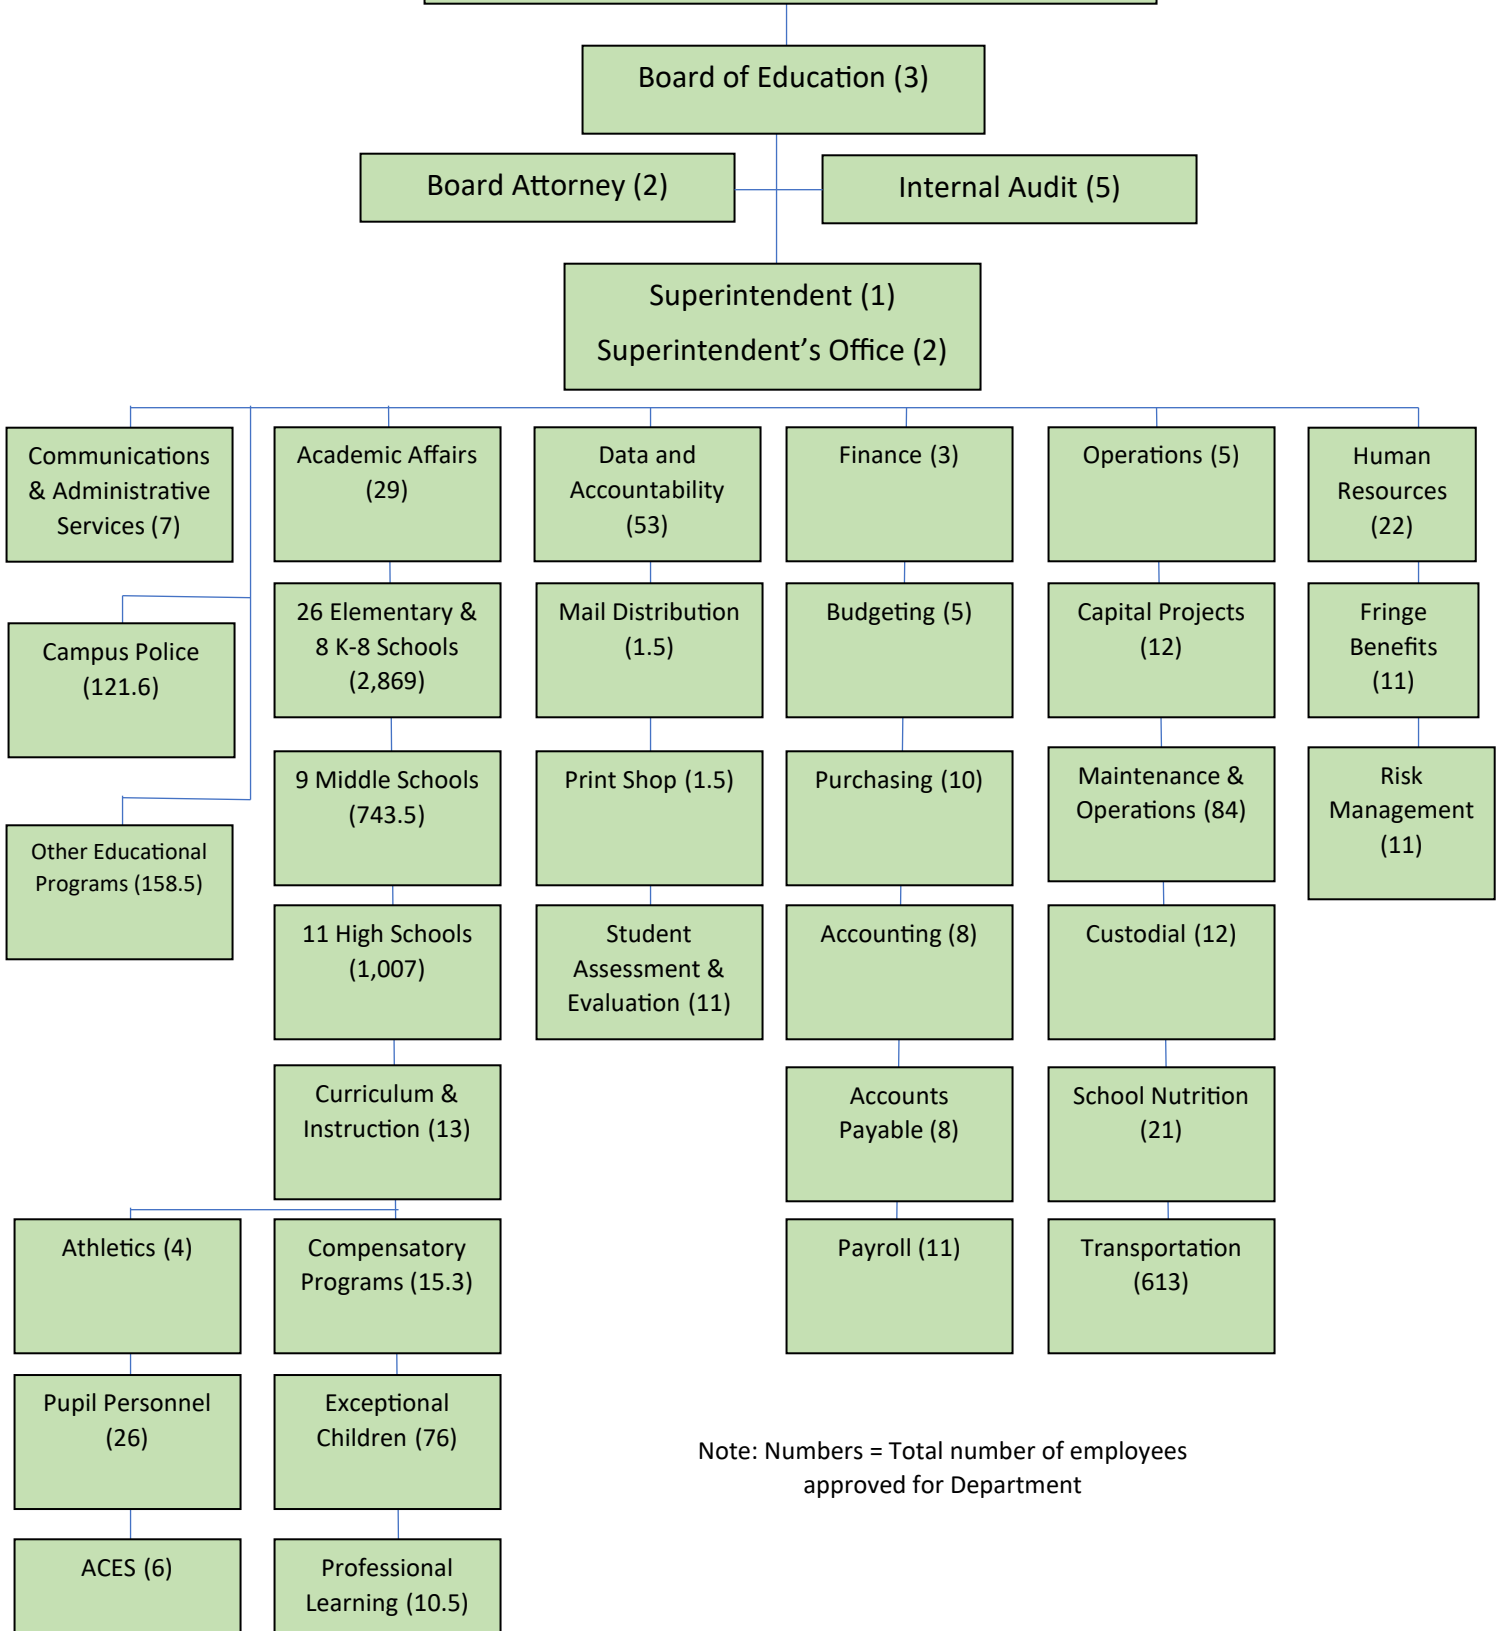 Board of Education (3)
Board Attorney (2)
Internal Audit (5)
Superintendent (1)
Superintendent’s Office (2)
Communications
& Administrative
Services (7)
Academic Affairs
(29)
Data and
Accountability
(53)
Finance (3)
Operations (5)
Human
Resources
(22)
Campus Police
(121.6)
26 Elementary &
8 K-8 Schools
(2,869)
Mail Distribution
(1.5)
Budgeting (5)
Capital Projects
(12)
Fringe
Benefits
(11)
Other Educational
Programs (158.5)
9 Middle Schools
(743.5)
Print Shop (1.5)
Purchasing (10)
Maintenance &
Operations (84)
Risk
Management
(11)
11 High Schools
(1,007)
Student
Assessment &
Evaluation (11)
Accounting (8)
Custodial (12)
Curriculum &
Instruction (13)
Accounts
Payable (8)
School Nutrition
(21)
Athletics (4)
Compensatory
Programs (15.3)
Payroll (11)
Transportation
(613)
Pupil Personnel
(26)
Exceptional
Children (76)
Note: Numbers = Total number of employees
approved for Department
ACES (6)
Professional
Learning (10.5)